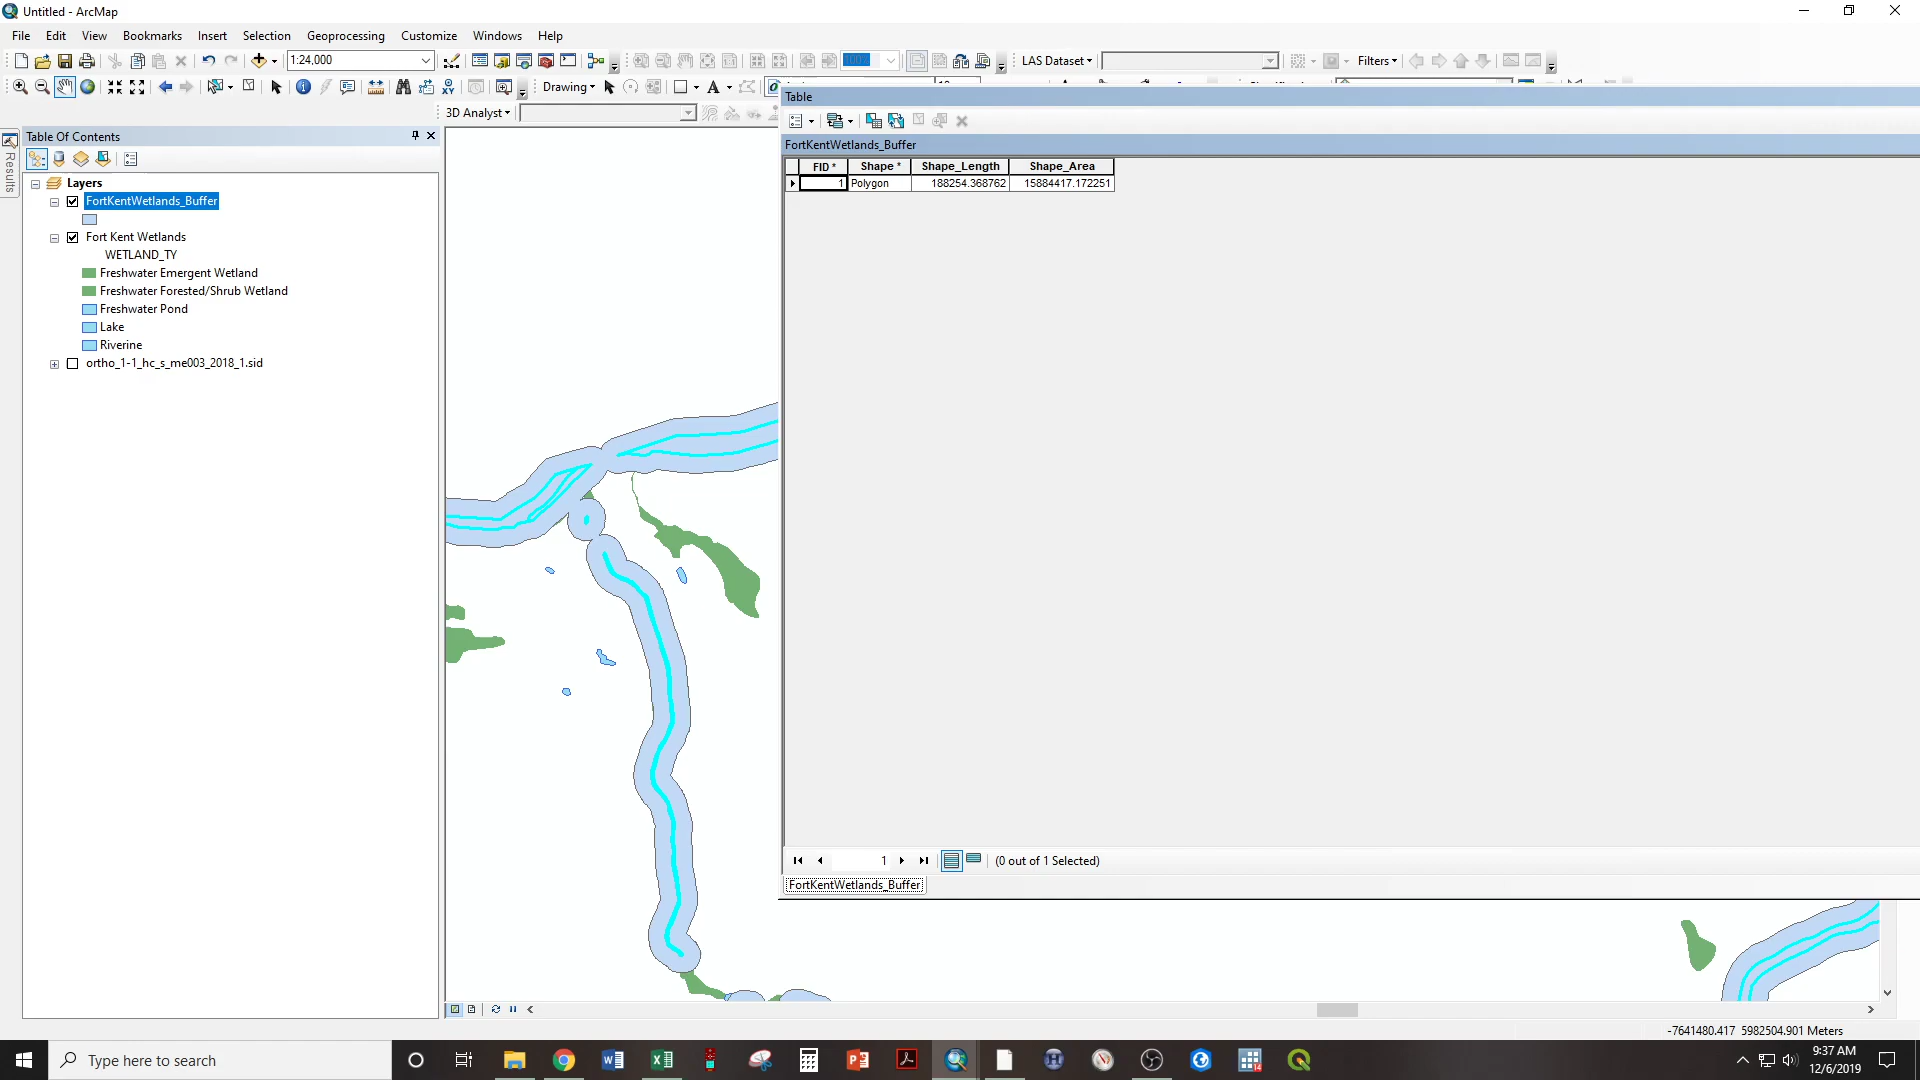 Untitled - ArcMap
File Edit View Bookmarks Insert Selection Geoprocessing Customize Windows Help
1:24,000
100%
LAS Dataset
Filters
Drawing
A
3D Analyst
Table
Table Of Contents
Results
Layers
FortKentWetlands_Buffer
Fort Kent Wetlands
WETLAND_TY
Freshwater Emergent Wetland
Freshwater Forested/Shrub Wetland
Freshwater Pond
Lake
Riverine
ortho_1-1_hc_s_me003_2018_1.sid
FortKentWetlands_Buffer
FID * Shape * Shape_Length Shape_Area
1 Polygon 188254.368762 15884417.172251
1 (0 out of 1 Selected)
FortKentWetlands_Buffer
-7641480.417 5982504.901 Meters
Type here to search
9:37 AM
12/6/2019